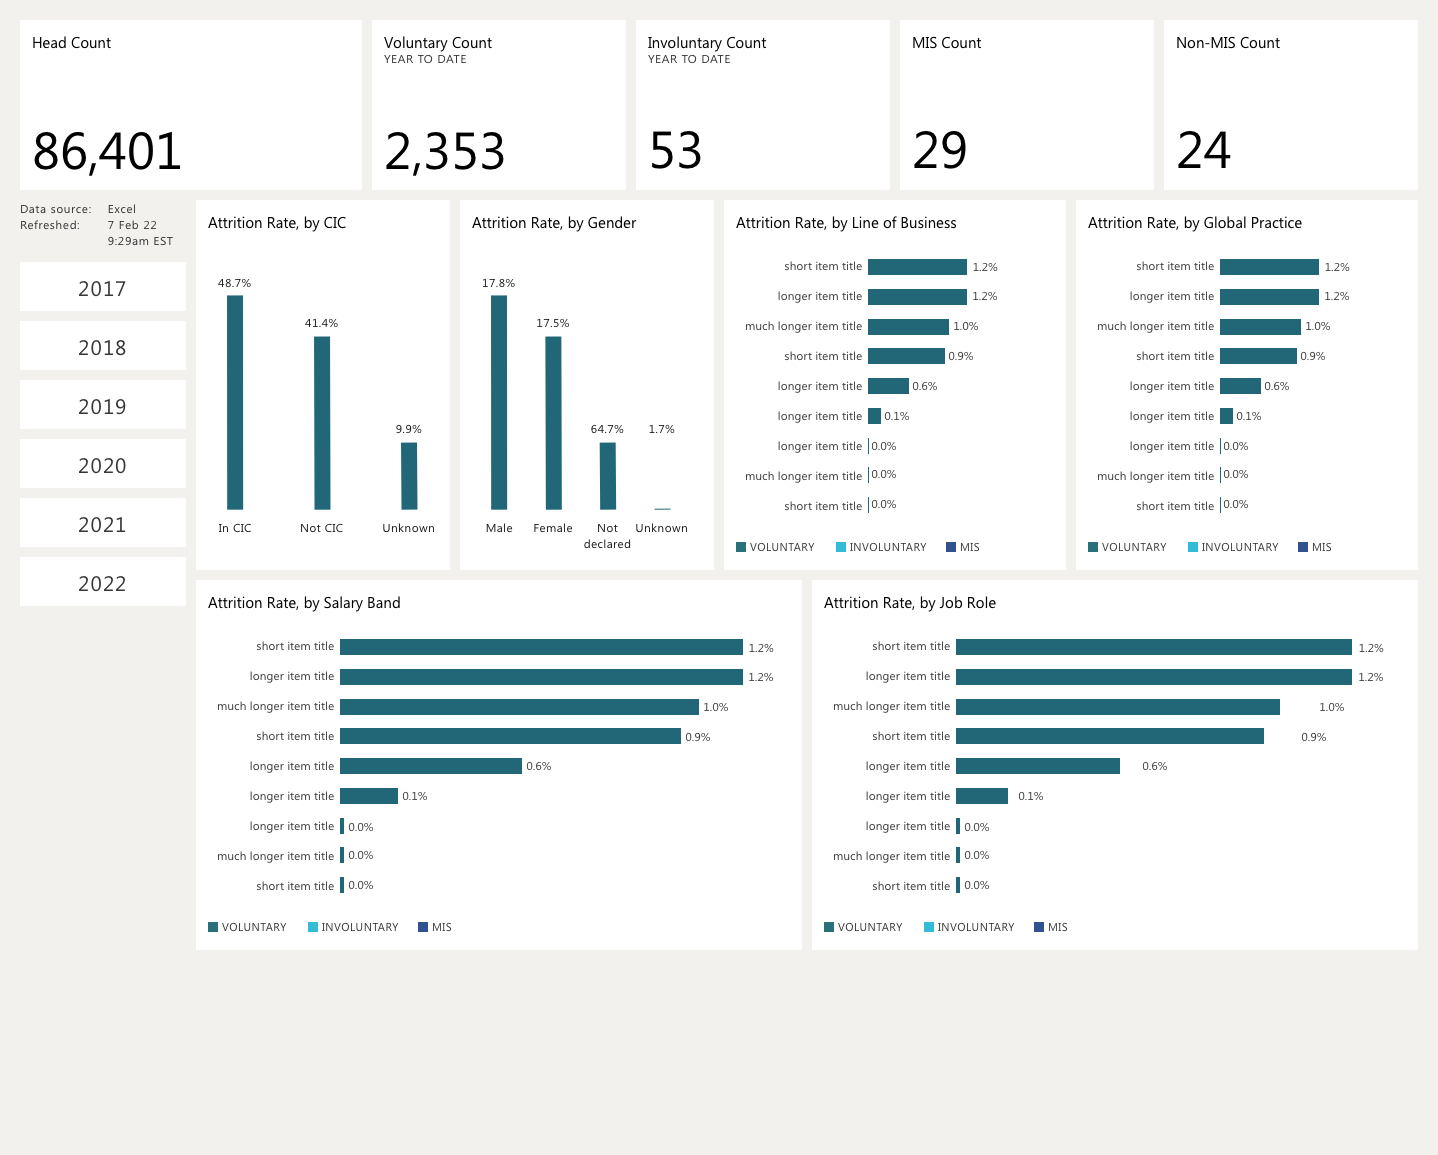 Head Count
86,401
Voluntary Count
YEAR TO DATE
2,353
Involuntary Count
YEAR TO DATE
53
MIS Count
29
Non-MIS Count
24
Data source: Excel
Refreshed: 7 Feb 22
9:29am EST
2017
2018
2019
2020
2021
2022
Attrition Rate, by CIC
48.7%
41.4%
9.9%
In CIC Not CIC Unknown
Attrition Rate, by Gender
17.8%
17.5%
64.7% 1.7%
Male Female Not Unknown
declared
Attrition Rate, by Line of Business
short item title 1.2%
longer item title 1.2%
much longer item title 1.0%
short item title 0.9%
longer item title 0.6%
longer item title 0.1%
longer item title 0.0%
much longer item title 0.0%
short item title 0.0%
VOLUNTARY INVOLUNTARY MIS
Attrition Rate, by Global Practice
short item title 1.2%
longer item title 1.2%
much longer item title 1.0%
short item title 0.9%
longer item title 0.6%
longer item title 0.1%
longer item title 0.0%
much longer item title 0.0%
short item title 0.0%
VOLUNTARY INVOLUNTARY MIS
Attrition Rate, by Salary Band
short item title 1.2%
longer item title 1.2%
much longer item title 1.0%
short item title 0.9%
longer item title 0.6%
longer item title 0.1%
longer item title 0.0%
much longer item title 0.0%
short item title 0.0%
VOLUNTARY INVOLUNTARY MIS
Attrition Rate, by Job Role
short item title 1.2%
longer item title 1.2%
much longer item title 1.0%
short item title 0.9%
longer item title 0.6%
longer item title 0.1%
longer item title 0.0%
much longer item title 0.0%
short item title 0.0%
VOLUNTARY INVOLUNTARY MIS